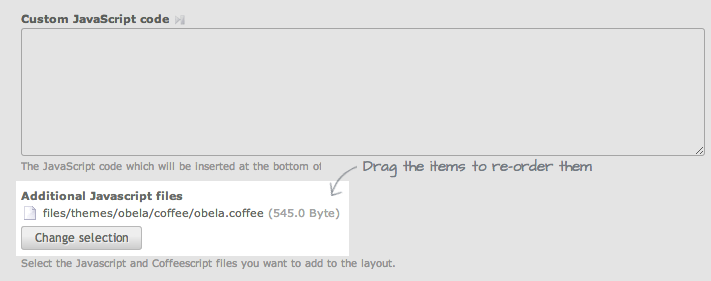 Custom JavaScript code
The JavaScript code which will be inserted at the bottom of
Drag the items to re-order them
Additional Javascript files
files/themes/obela/coffee/obela.coffee (545.0 Byte)
Change selection
Select the Javascript and Coffeescript files you want to add to the layout.